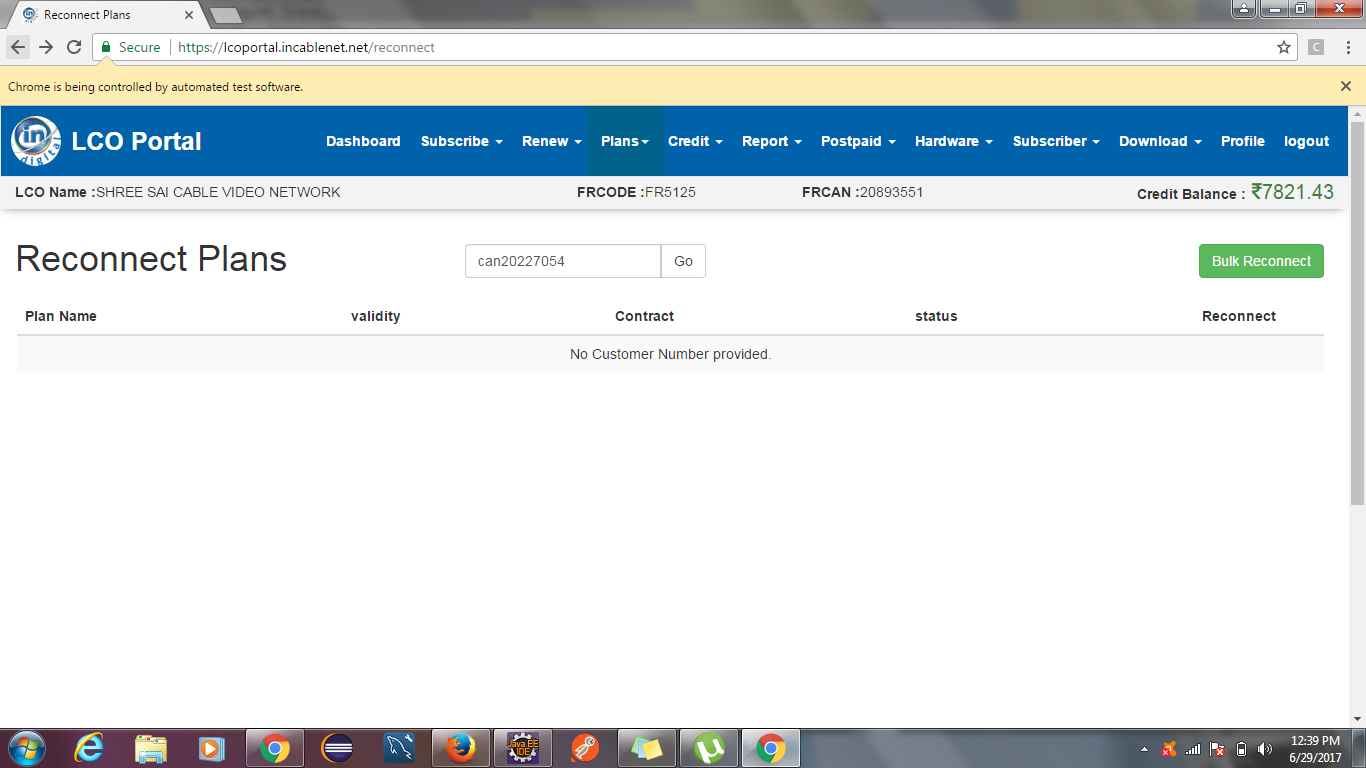 Reconnect Plans
Secure https://lcoportal.incablenet.net/reconnect
C
Chrome is being controlled by automated test software.
in digital LCO Portal Dashboard Subscribe Renew Plans Credit Report Postpaid Hardware Subscriber Download Profile logout
LCO Name :SHREE SAI CABLE VIDEO NETWORK FRCODE :FR5125 FRCAN :20893551 Credit Balance : ₹7821.43
Reconnect Plans can20227054 Go Bulk Reconnect
Plan Name validity Contract status Reconnect
No Customer Number provided.
Java EE
IDE
12:39 PM
6/29/2017